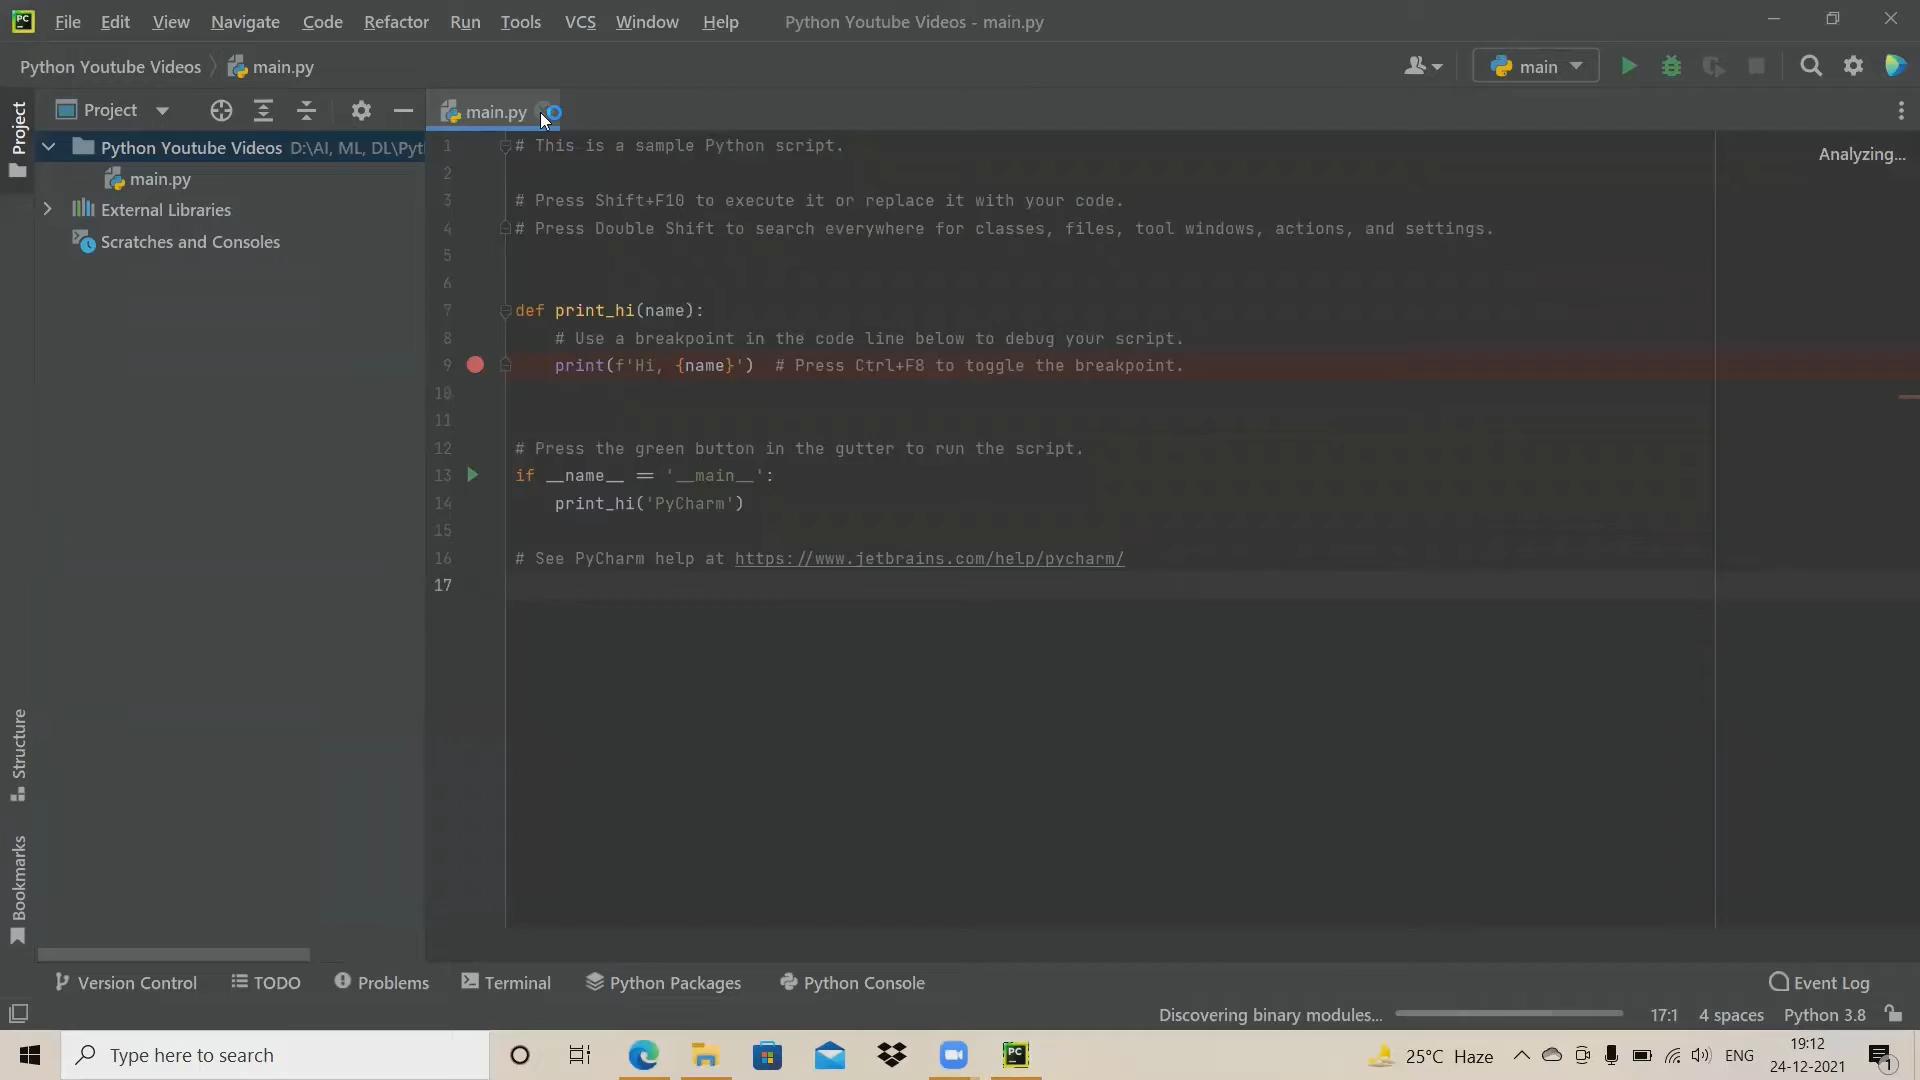 File Edit View Navigate Code Refactor Run Tools VCS Window Help Python Youtube Videos - main.py
Python Youtube Videos main.py main
Project
Project
main.py
Python Youtube Videos D:\AI, ML, DL\Pyt
main.py
External Libraries
Scratches and Consoles
Analyzing...
1 # This is a sample Python script.
2
3 # Press Shift+F10 to execute it or replace it with your code.
4 # Press Double Shift to search everywhere for classes, files, tool windows, actions, and settings.
5
6
7 def print_hi(name):
8 # Use a breakpoint in the code line below to debug your script.
9 print(f'Hi, {name}') # Press Ctrl+F8 to toggle the breakpoint.
10
11
12 # Press the green button in the gutter to run the script.
13 if __name__ == '__main__':
14 print_hi('PyCharm')
15
16 # See PyCharm help at https://www.jetbrains.com/help/pycharm/
17
Structure
Bookmarks
Version Control TODO Problems Terminal Python Packages Python Console Event Log
Discovering binary modules... 17:1 4 spaces Python 3.8
Type here to search
PC
25°C Haze ENG
19:12
24-12-2021
1